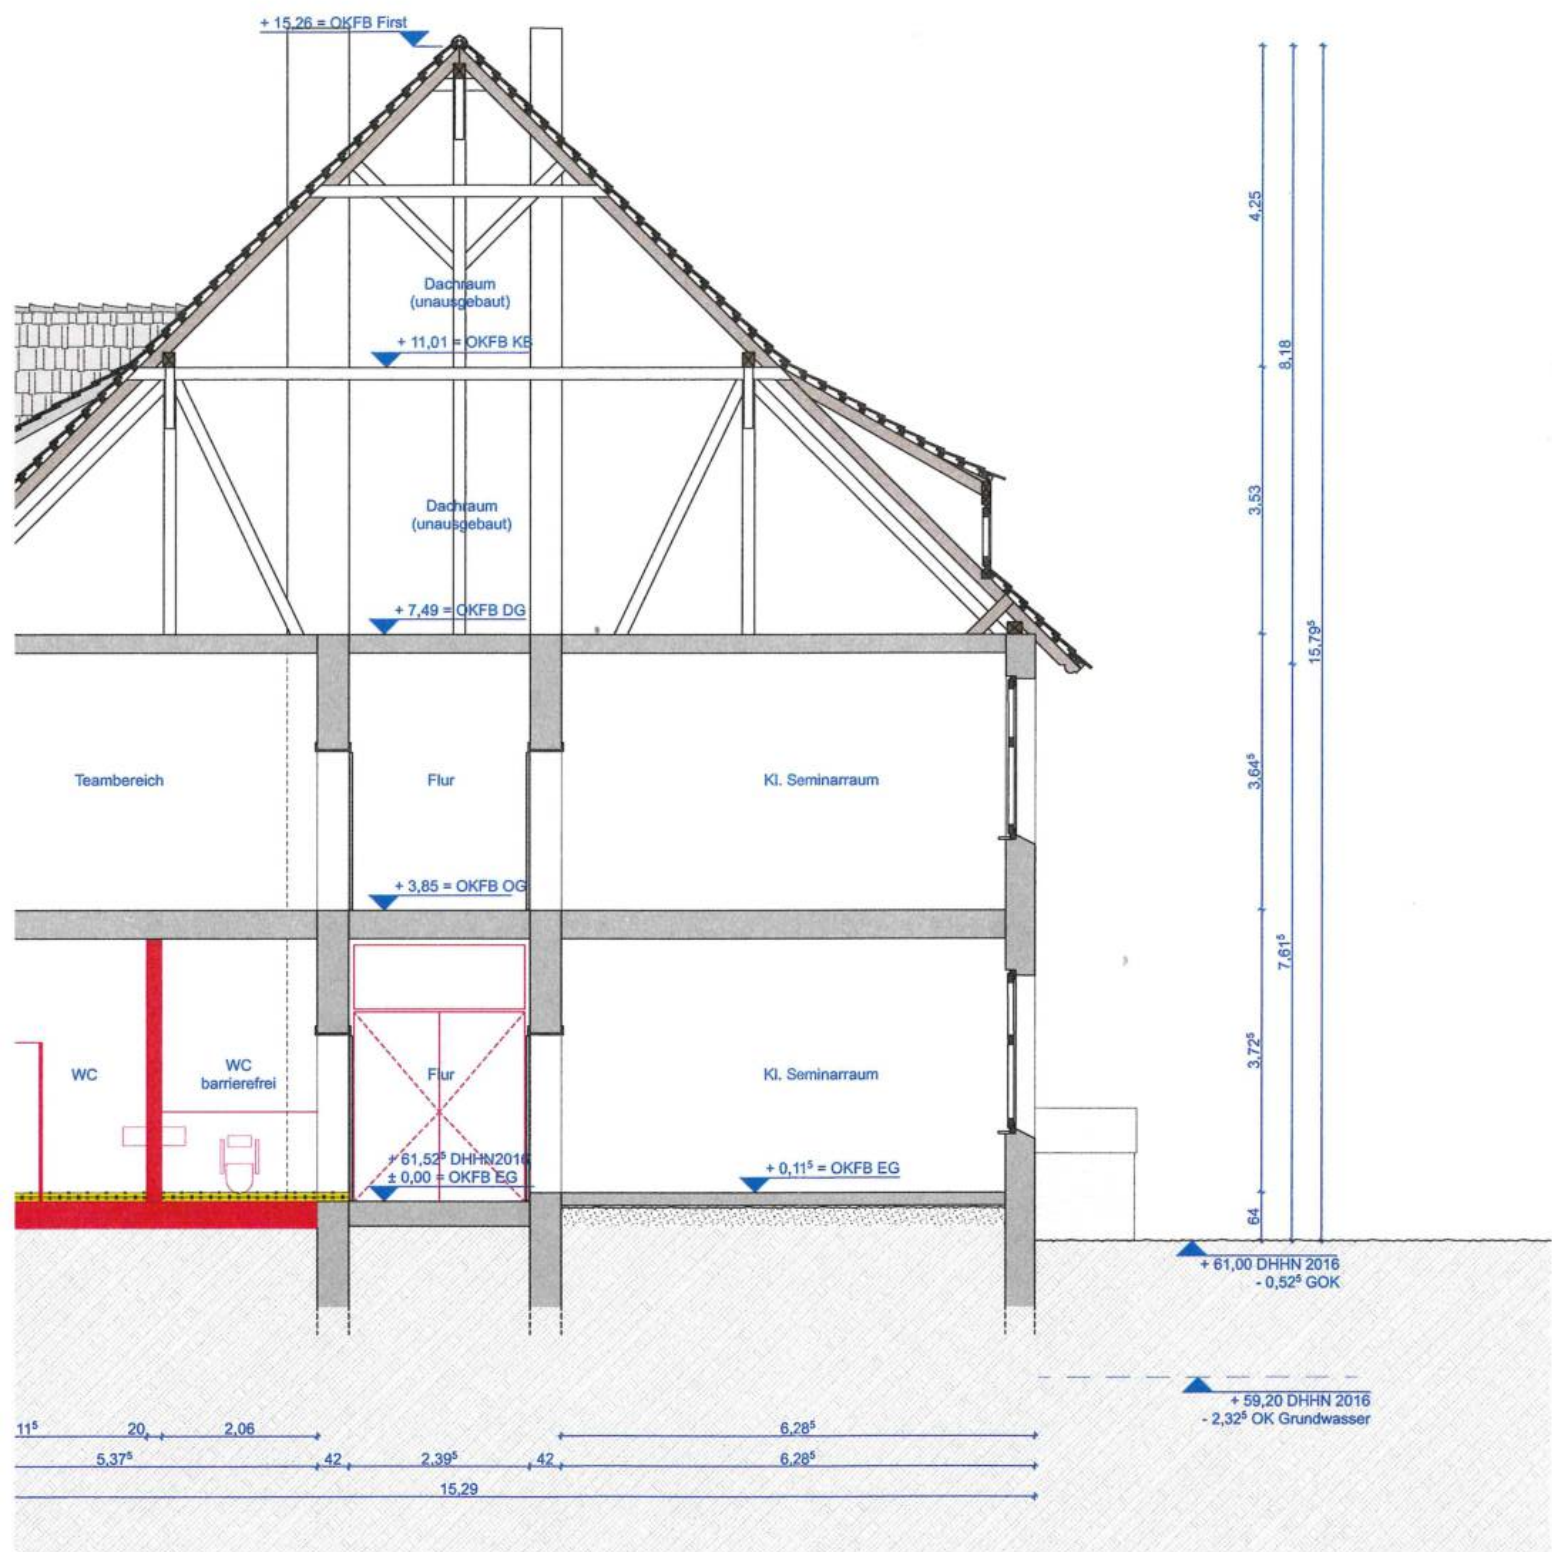 + 15,26 = OKFB First
4,25
Dachraum
(unausgebaut)
+ 11,01 = OKFB KB
8,18
3,53
Dachraum
(unausgebaut)
+ 7,49 = OKFB DG
15,79⁵
Teambereich
Flur
Kl. Seminarraum
3,64⁵
+ 3,85 = OKFB OG
7,61⁵
WC
WC
barrierefrei
Flur
Kl. Seminarraum
3,72⁵
+ 61,52⁵ DHHN2016
± 0,00 = OKFB EG
+ 0,11⁵ = OKFB EG
64
+ 61,00 DHHN 2016
- 0,52⁵ GOK
+ 59,20 DHHN 2016
- 2,32⁵ OK Grundwasser
11⁵ 20 2,06 6,28⁵
5,37⁵ 42 2,39⁵ 42 6,28⁵
15,29